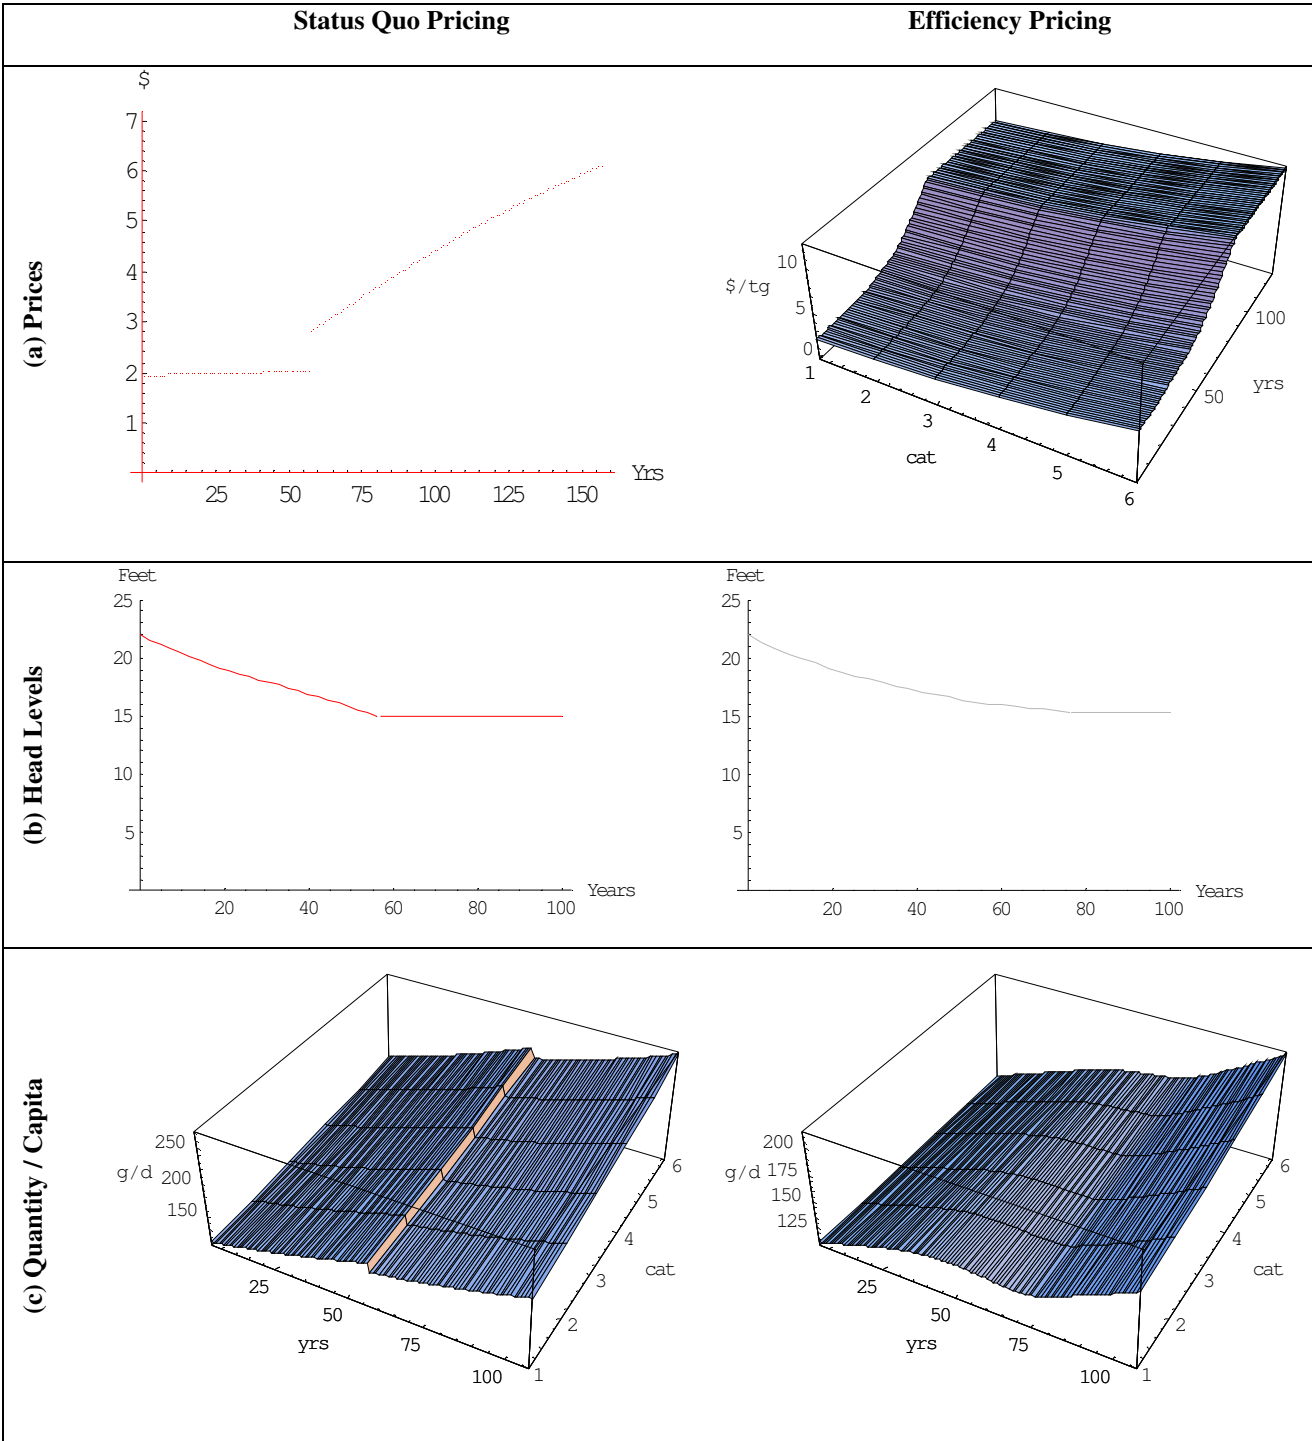 Status Quo Pricing
Efficiency Pricing
(a) Prices
$
7
6
5
4
3
2
1
25 50 75 100 125 150
Yrs
10
$/tg
5
0
1
2
3
4
5
6
cat
50
100
yrs
(b) Head Levels
Feet
25
20
15
10
5
20 40 60 80 100
Years
Feet
25
20
15
10
5
20 40 60 80 100
Years
(c) Quantity / Capita
250
g/d 200
150
25
50
75
100
yrs
1
2
3
4
5
6
cat
200
g/d 175
150
125
25
50
75
100
yrs
1
2
3
4
5
6
cat